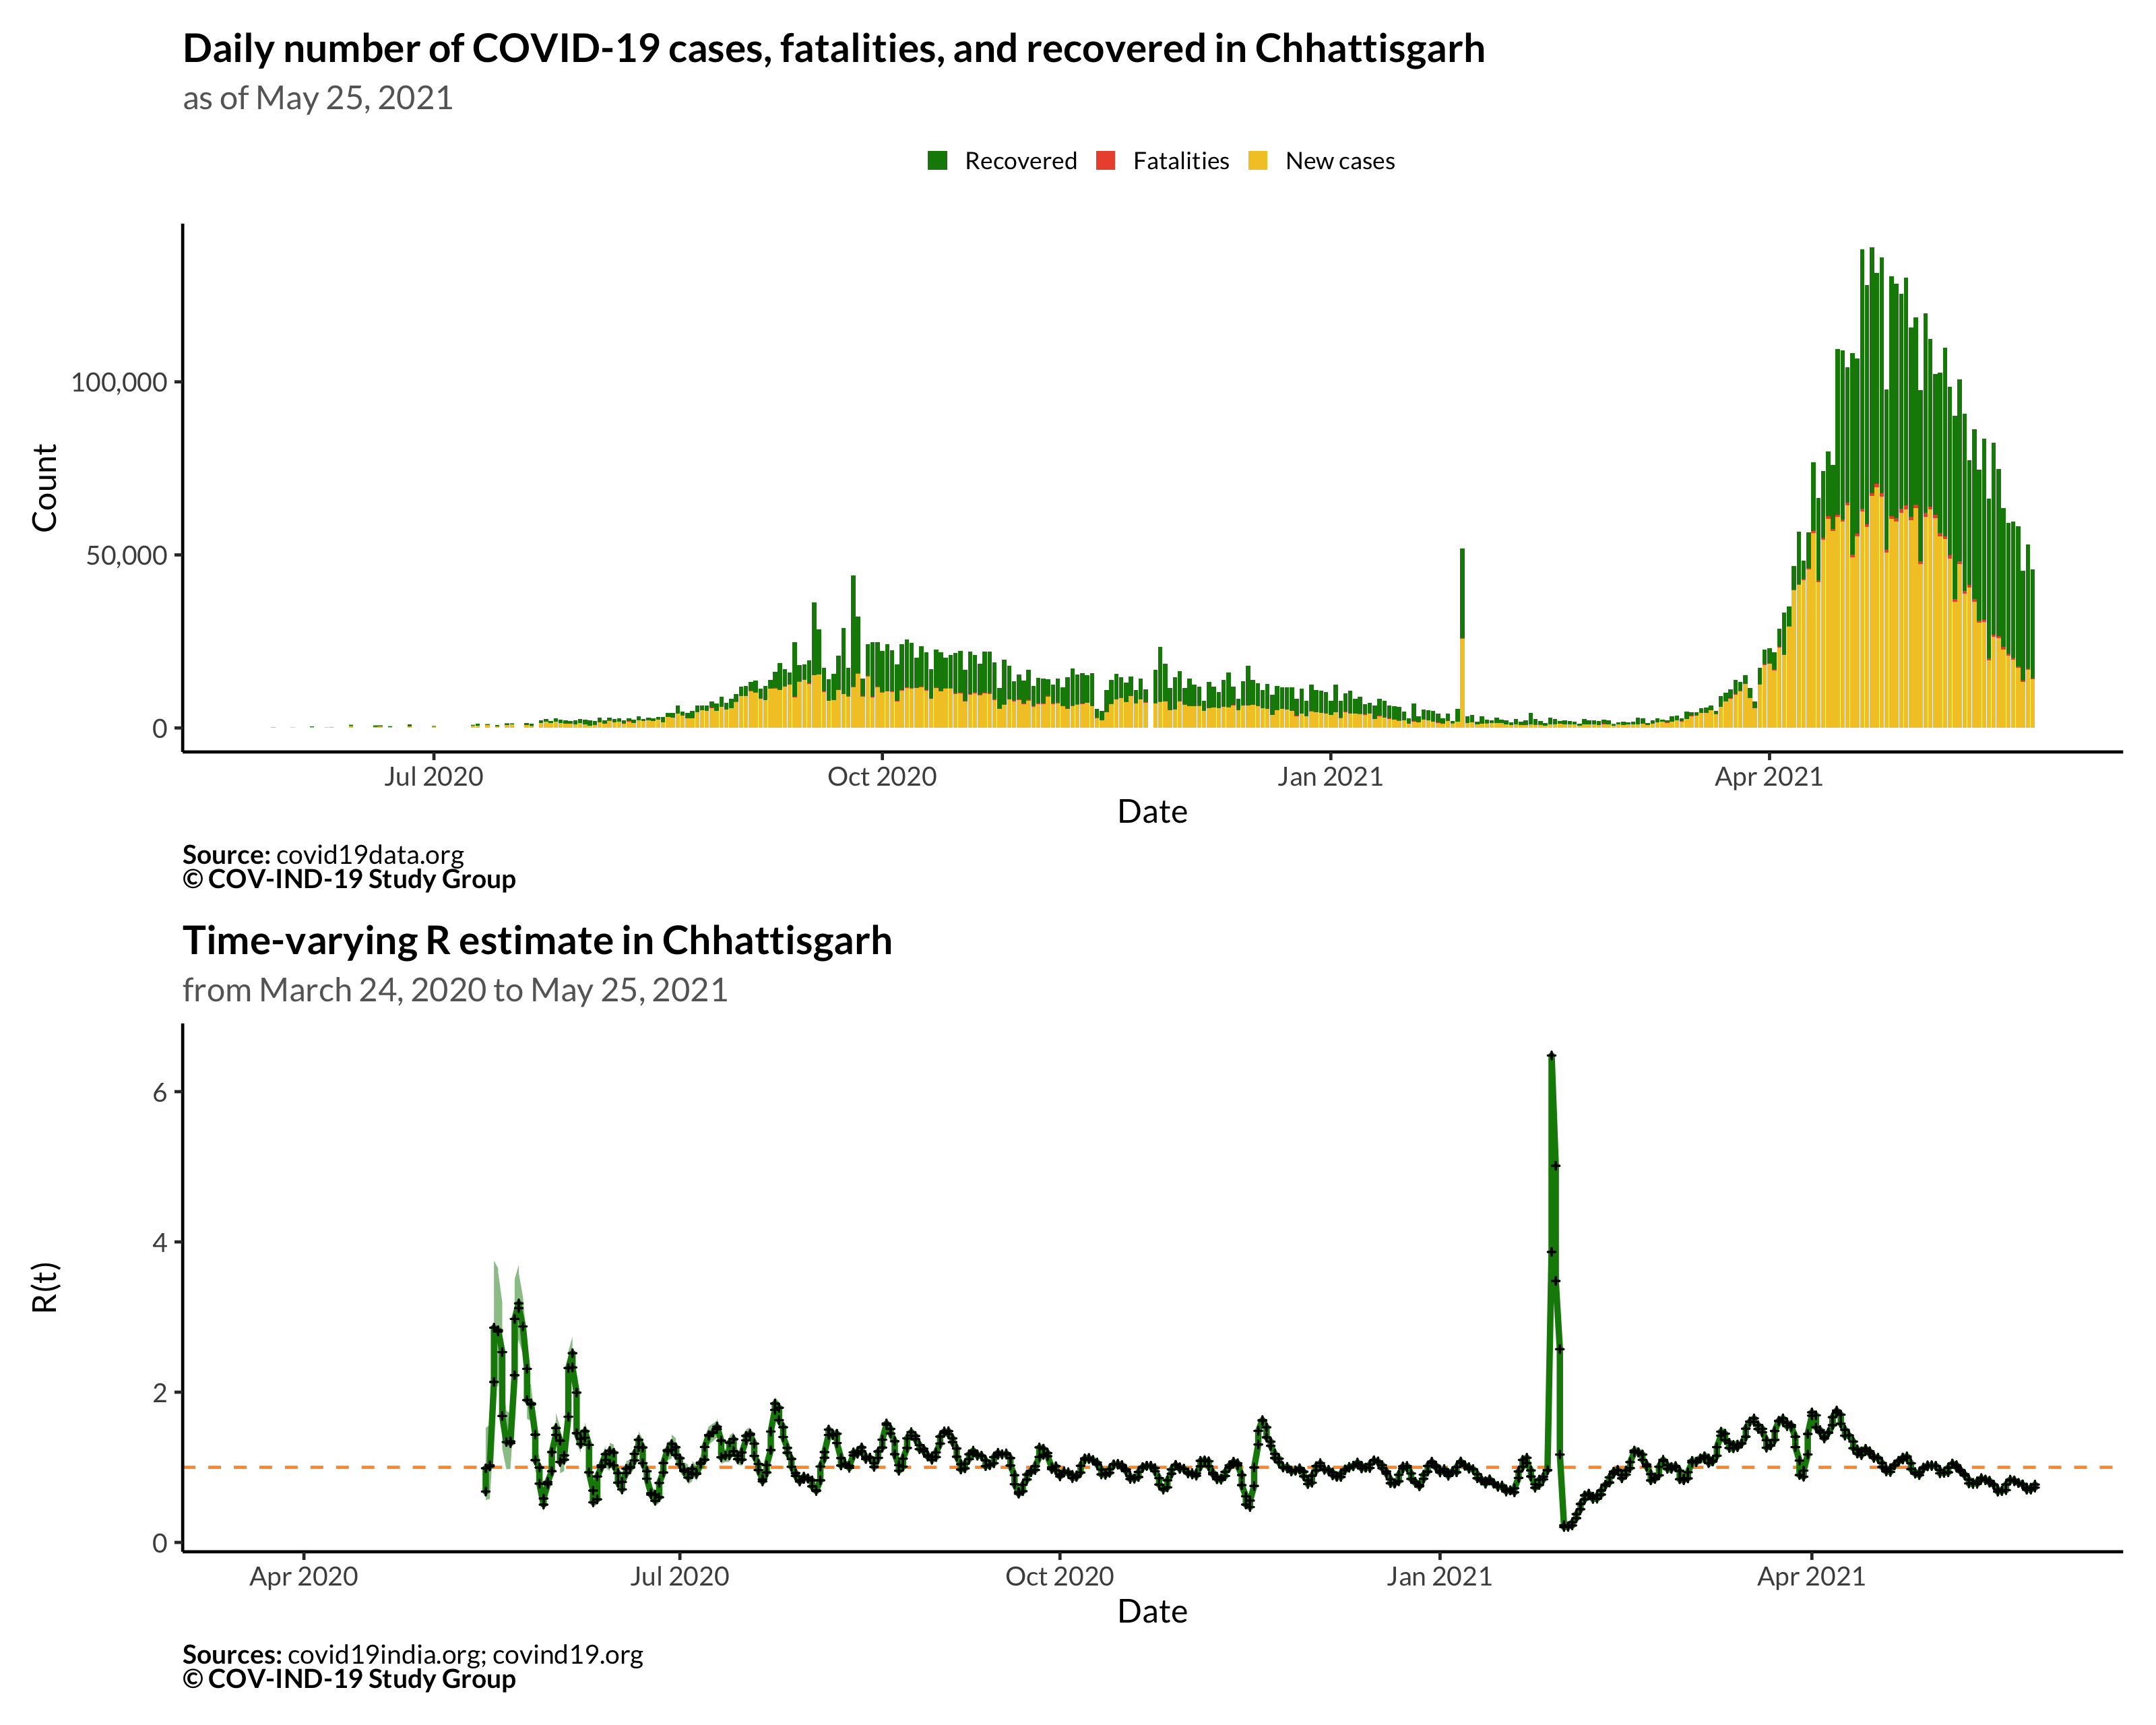 Daily number of COVID-19 cases, fatalities, and recovered in Chhattisgarh
as of May 25, 2021
Recovered Fatalities New cases
Count
100,000
50,000
0
Jul 2020 Oct 2020 Jan 2021 Apr 2021
Date
Source: covid19data.org
© COV-IND-19 Study Group
Time-varying R estimate in Chhattisgarh
from March 24, 2020 to May 25, 2021
R(t)
6
4
2
0
Apr 2020 Jul 2020 Oct 2020 Jan 2021 Apr 2021
Date
Sources: covid19india.org; covind19.org
© COV-IND-19 Study Group